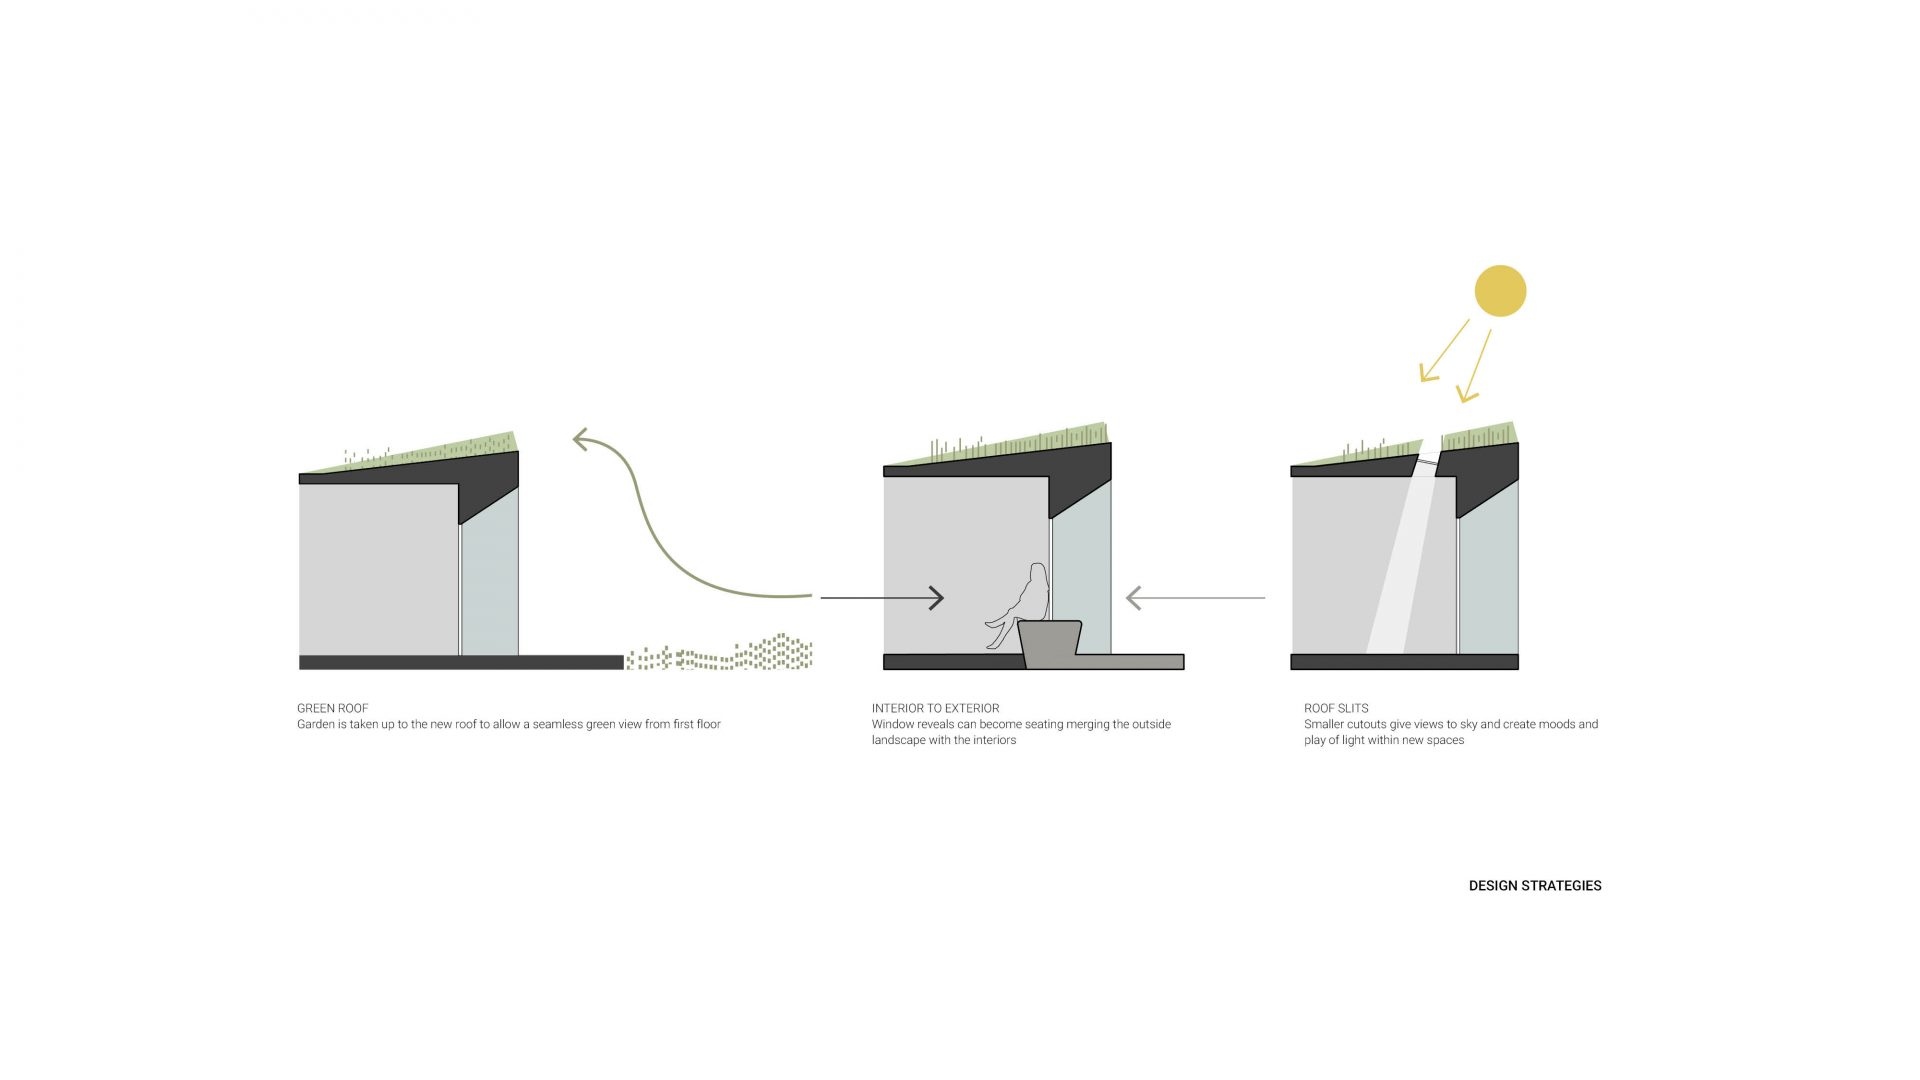 GREEN ROOF
Garden is taken up to the new roof to allow a seamless green view from first floor
INTERIOR TO EXTERIOR
Window reveals can become seating merging the outside
landscape with the interiors
ROOF SLITS
Smaller cutouts give views to sky and create moods and
play of light within new spaces
DESIGN STRATEGIES